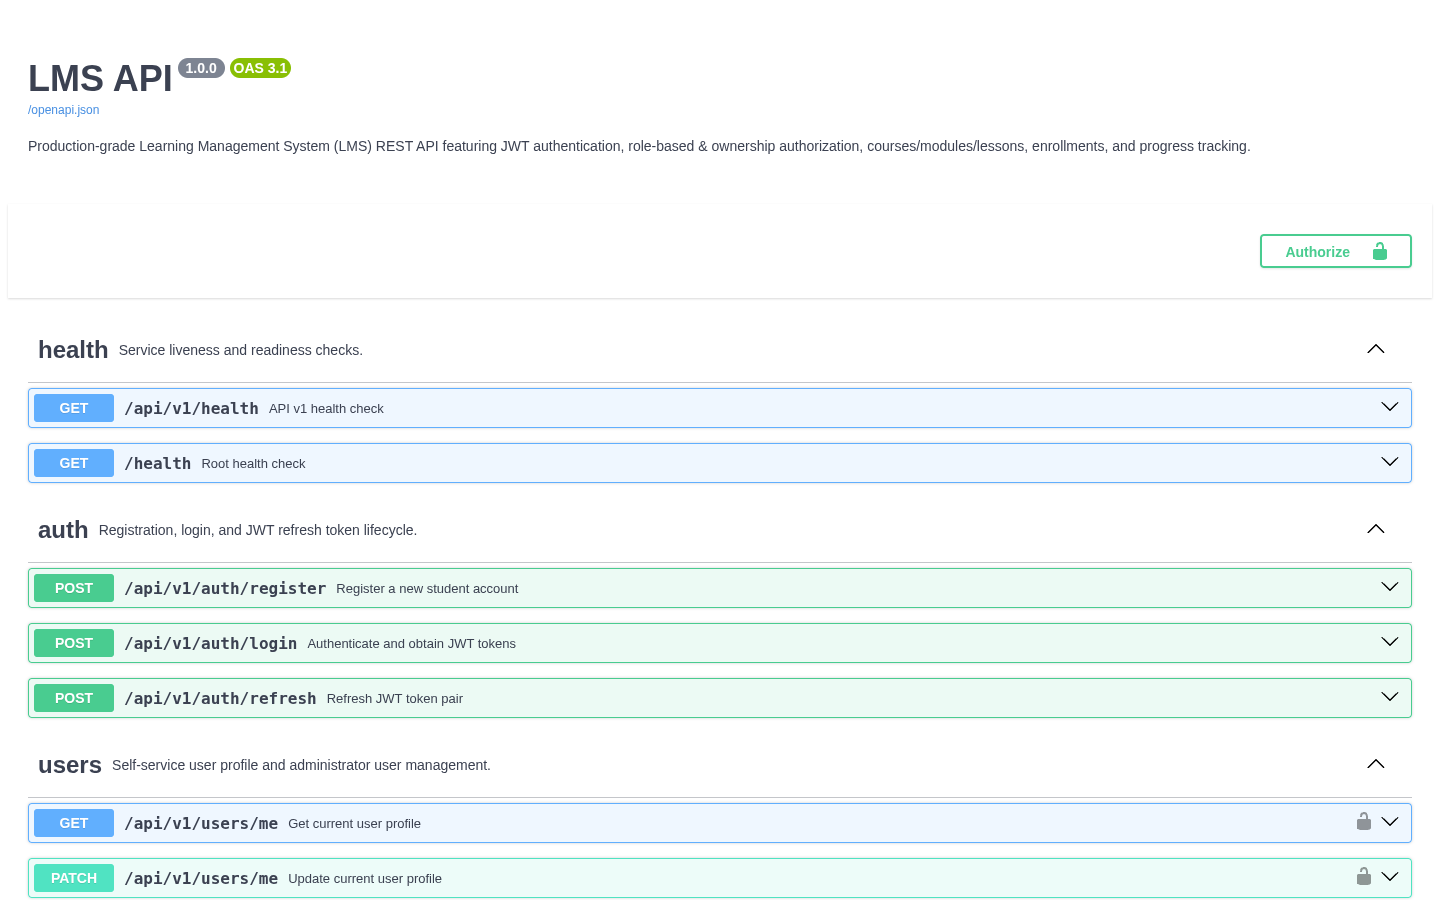 LMS API 1.0.0 OAS 3.1
/openapi.json
Production-grade Learning Management System (LMS) REST API featuring JWT authentication, role-based & ownership authorization, courses/modules/lessons, enrollments, and progress tracking.
Authorize
health Service liveness and readiness checks.
GET /api/v1/health API v1 health check
GET /health Root health check
auth Registration, login, and JWT refresh token lifecycle.
POST /api/v1/auth/register Register a new student account
POST /api/v1/auth/login Authenticate and obtain JWT tokens
POST /api/v1/auth/refresh Refresh JWT token pair
users Self-service user profile and administrator user management.
GET /api/v1/users/me Get current user profile
PATCH /api/v1/users/me Update current user profile